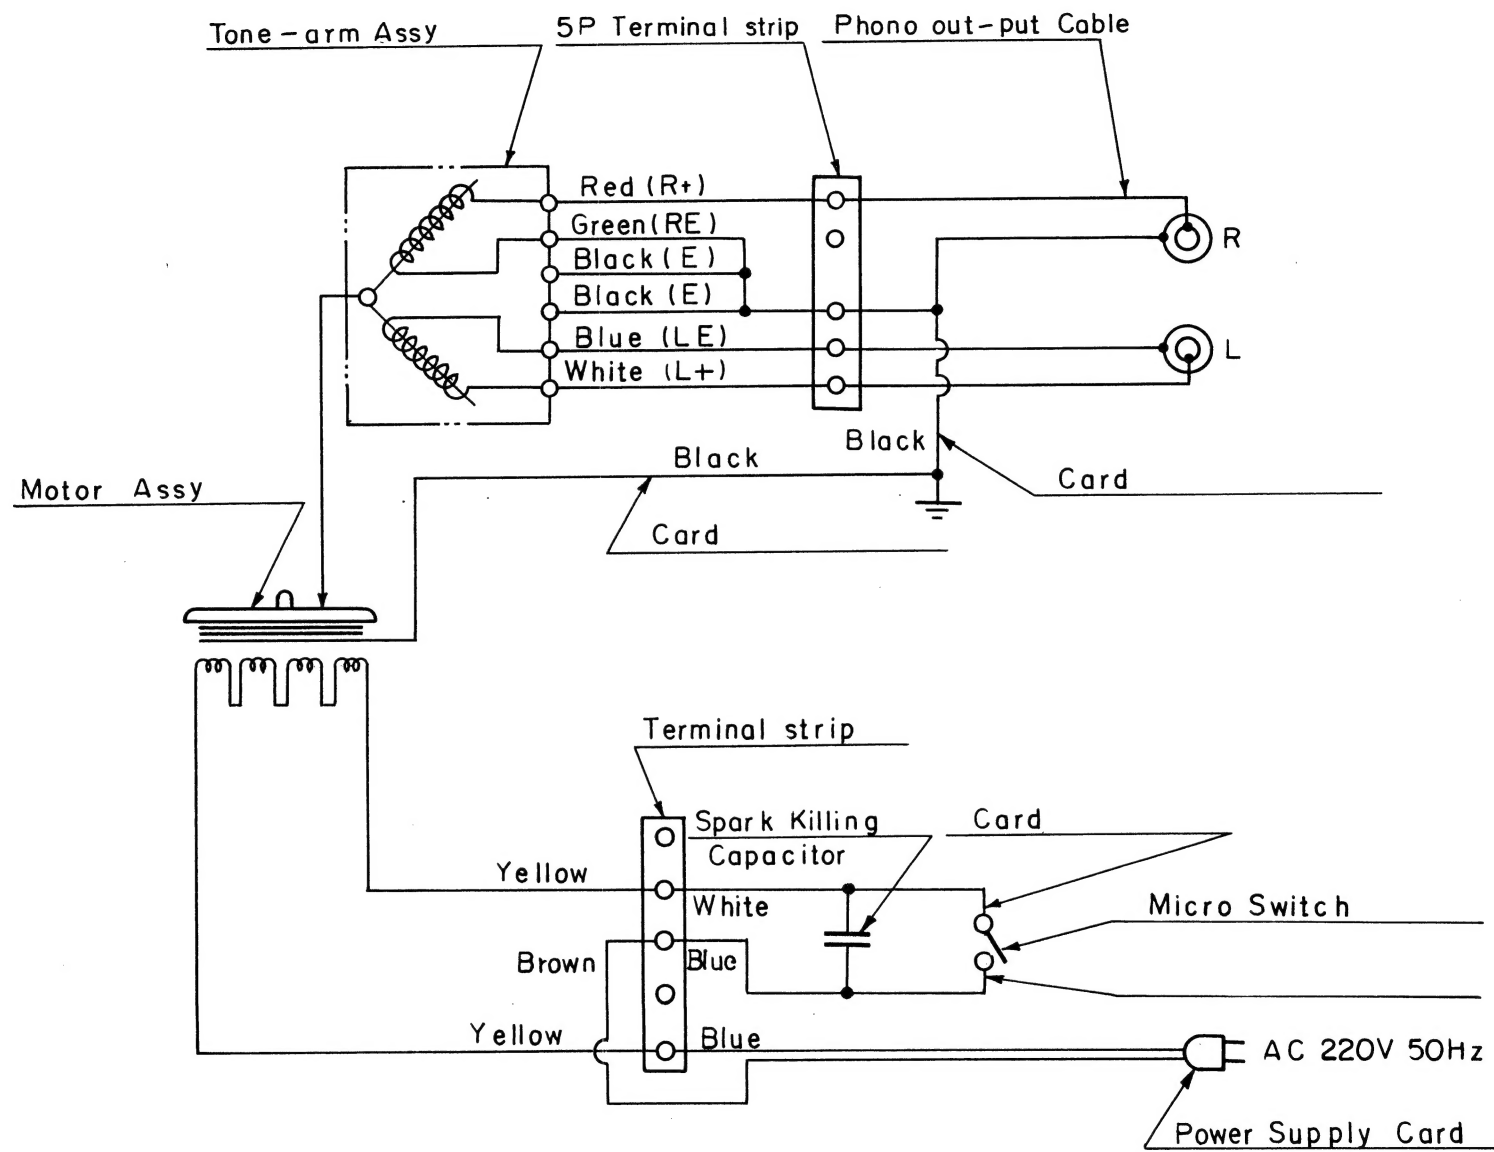 Tone-arm Assy
5P Terminal strip
Phono out-put Cable
Red (R+)
Green (RE)
Black (E)
Black (E)
Blue (LE)
White (L+)
R
L
Black
Black
Card
Card
Motor Assy
Terminal strip
Spark Killing
Capacitor
Card
Yellow
White
Micro Switch
Brown
Blue
Yellow
Blue
AC 220V 50Hz
Power Supply Card